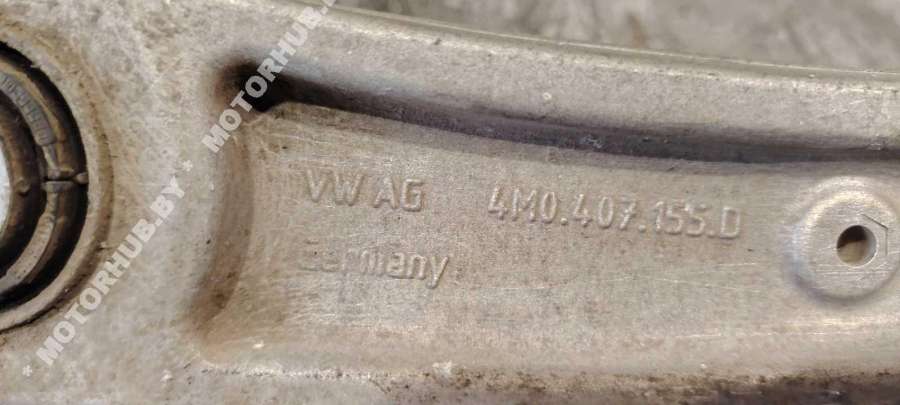 VW AG 4M0.407.155.D
Germany
* MOTORHUB.BY * MOTORHUB.BY *